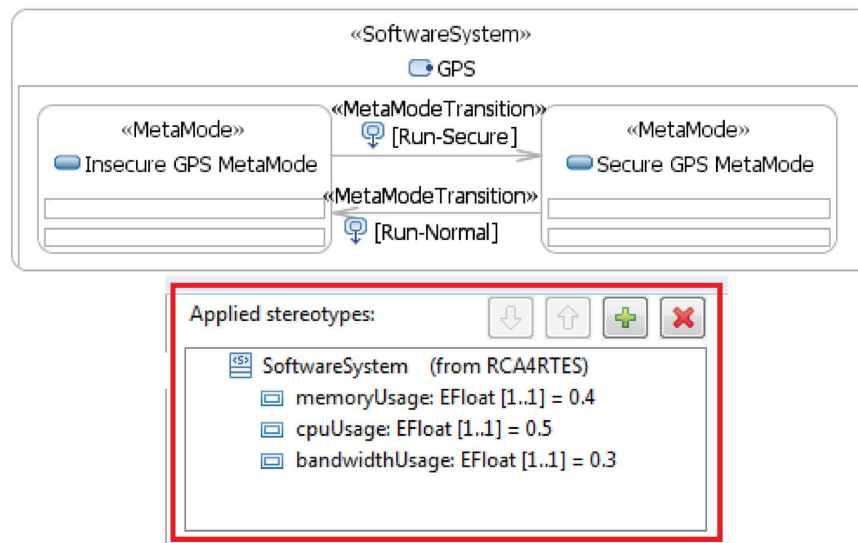 «SoftwareSystem»
GPS
«MetaModeTransition»
[Run-Secure]
«MetaMode»
Insecure GPS MetaMode
«MetaMode»
Secure GPS MetaMode
«MetaModeTransition»
[Run-Normal]
Applied stereotypes:
«S»
SoftwareSystem (from RCA4RTES)
memoryUsage: EFloat [1..1] = 0.4
cpuUsage: EFloat [1..1] = 0.5
bandwidthUsage: EFloat [1..1] = 0.3